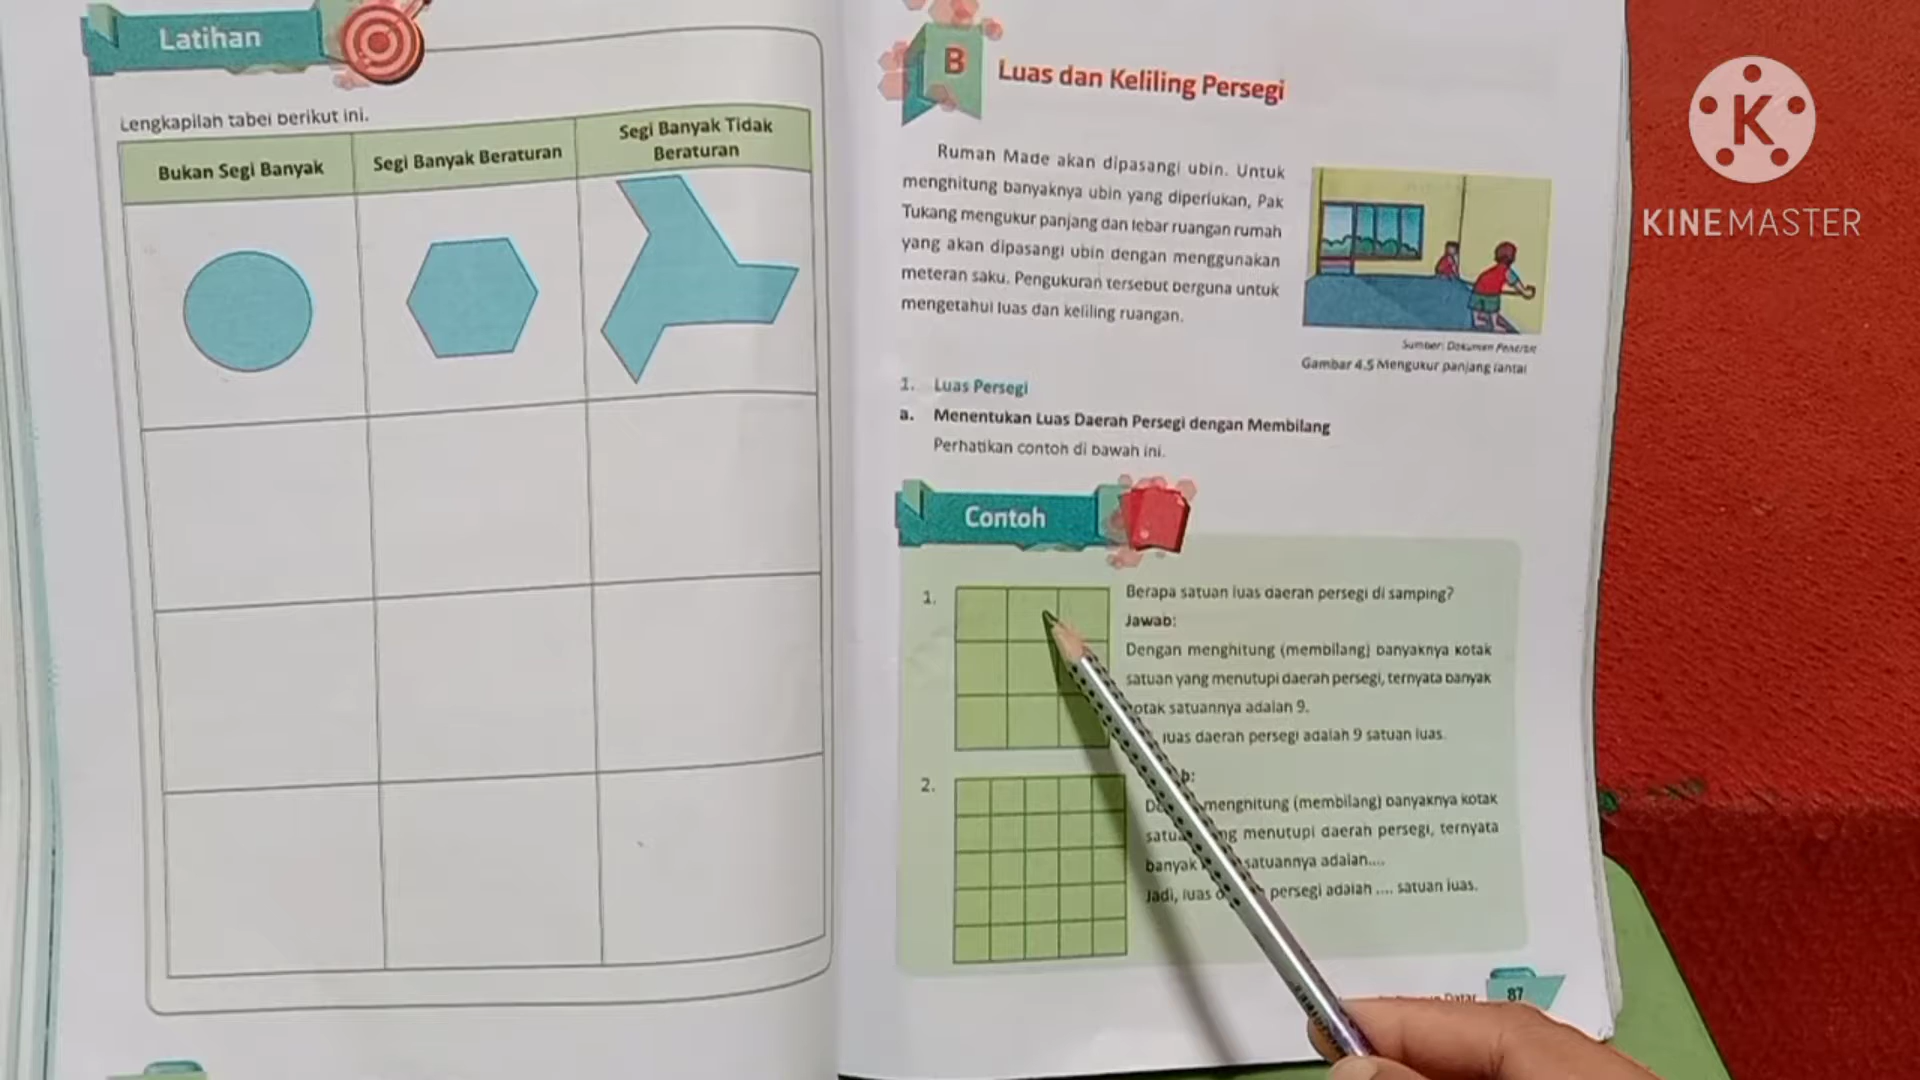 Latihan
Lengkapilah tabel berikut ini.
Bukan Segi Banyak
Segi Banyak Beraturan
Segi Banyak Tidak
Beraturan
B
Luas dan Keliling Persegi
Rumah Made akan dipasangi ubin. Untuk
menghitung banyaknya ubin yang diperlukan, Pak
Tukang mengukur panjang dan lebar ruangan rumah
yang akan dipasangi ubin dengan menggunakan
meteran saku. Pengukuran tersebut berguna untuk
mengetahui luas dan keliling ruangan.
Sumber: Dokumen Penerbit
Gambar 4.5 Mengukur panjang lantai
1. Luas Persegi
a. Menentukan Luas Daerah Persegi dengan Membilang
Perhatikan contoh di bawah ini.
Contoh
1.
Berapa satuan luas daerah persegi di samping?
Jawab:
Dengan menghitung (membilang) banyaknya kotak
satuan yang menutupi daerah persegi, ternyata banyak
otak satuannya adalah 9.
luas daerah persegi adalah 9 satuan luas.
2.
b:
menghitung (membilang) banyaknya kotak
satu ng menutupi daerah persegi, ternyata
banyak satuannya adalah....
Jadi, luas persegi adalah .... satuan luas.
Datar
87
K
KINEMASTER